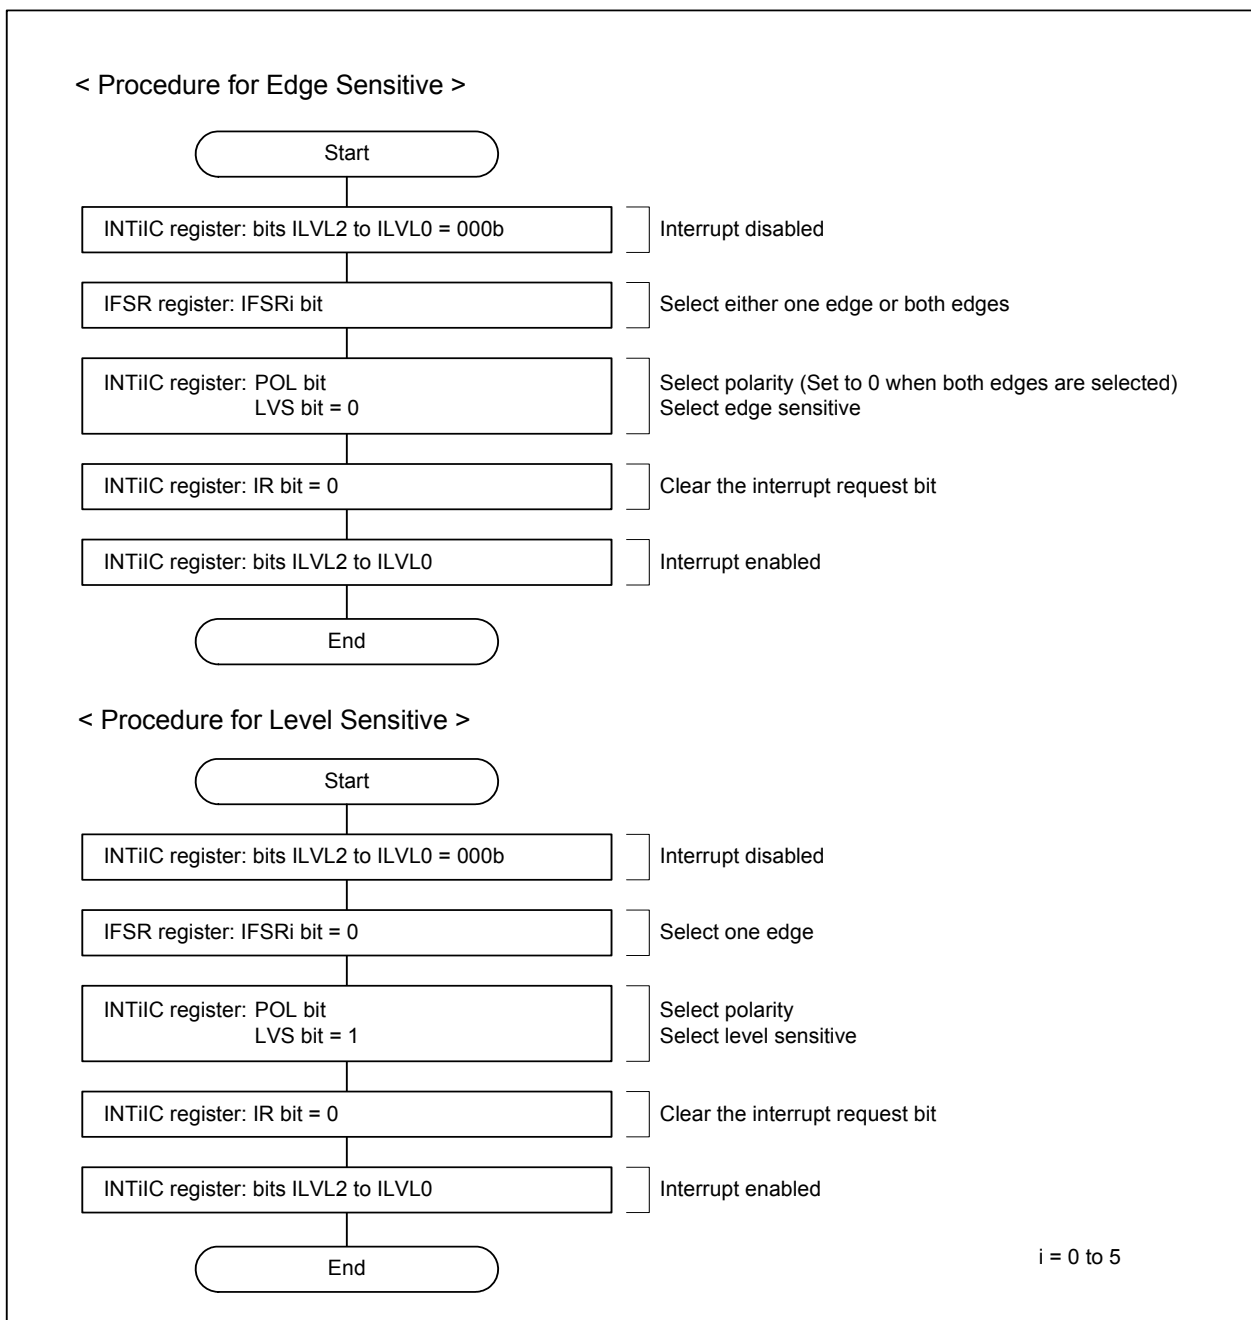 < Procedure for Edge Sensitive >
Start
INTiIC register: bits ILVL2 to ILVL0 = 000b
Interrupt disabled
IFSR register: IFSRi bit
Select either one edge or both edges
INTiIC register: POL bit
LVS bit = 0
Select polarity (Set to 0 when both edges are selected)
Select edge sensitive
INTiIC register: IR bit = 0
Clear the interrupt request bit
INTiIC register: bits ILVL2 to ILVL0
Interrupt enabled
End
< Procedure for Level Sensitive >
Start
INTiIC register: bits ILVL2 to ILVL0 = 000b
Interrupt disabled
IFSR register: IFSRi bit = 0
Select one edge
INTiIC register: POL bit
LVS bit = 1
Select polarity
Select level sensitive
INTiIC register: IR bit = 0
Clear the interrupt request bit
INTiIC register: bits ILVL2 to ILVL0
Interrupt enabled
End
i = 0 to 5